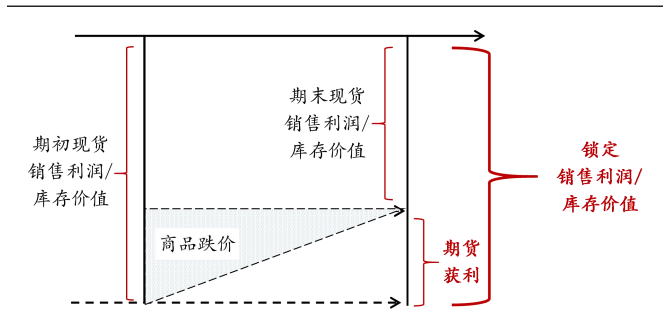 期初现货
销售利润/
库存价值
期末现货
销售利润/
库存价值
商品跌价
期货
获利
锁定
销售利润/
库存价值